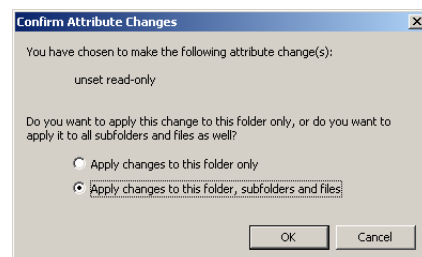 Confirm Attribute Changes
You have chosen to make the following attribute change(s):
unset read-only
Do you want to apply this change to this folder only, or do you want to
apply it to all subfolders and files as well?
Apply changes to this folder only
Apply changes to this folder, subfolders and files
OK Cancel